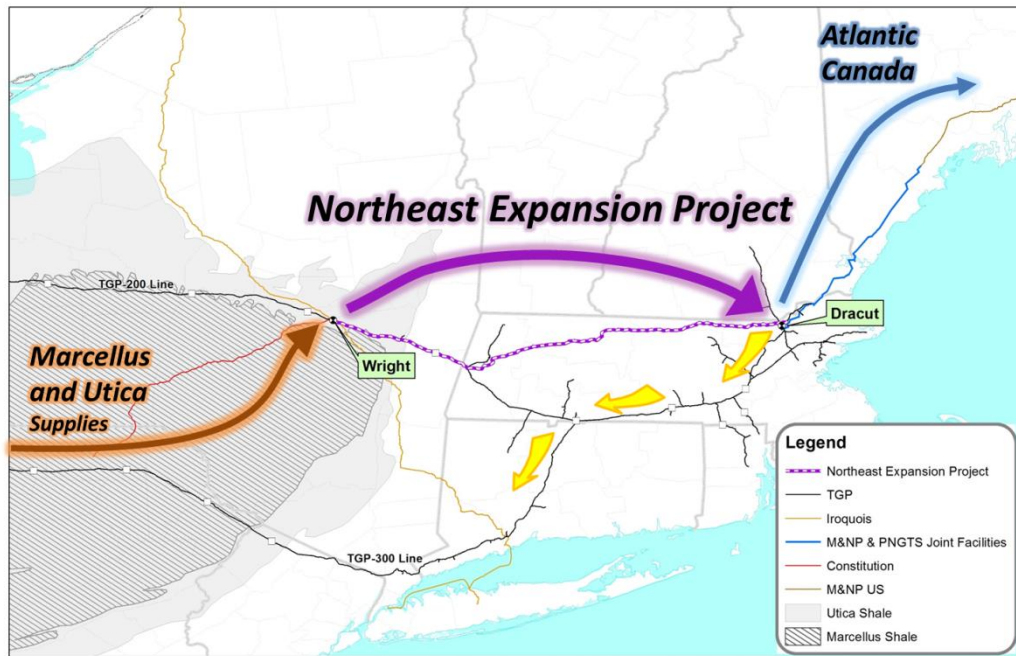 Atlantic
Canada
Northeast Expansion Project
TGP-200 Line
Dracut
Wright
Marcellus
and Utica
Supplies
TGP-300 Line
Legend
Northeast Expansion Project
TGP
Iroquois
M&NP & PNGTS Joint Facilities
Constitution
M&NP US
Utica Shale
Marcellus Shale